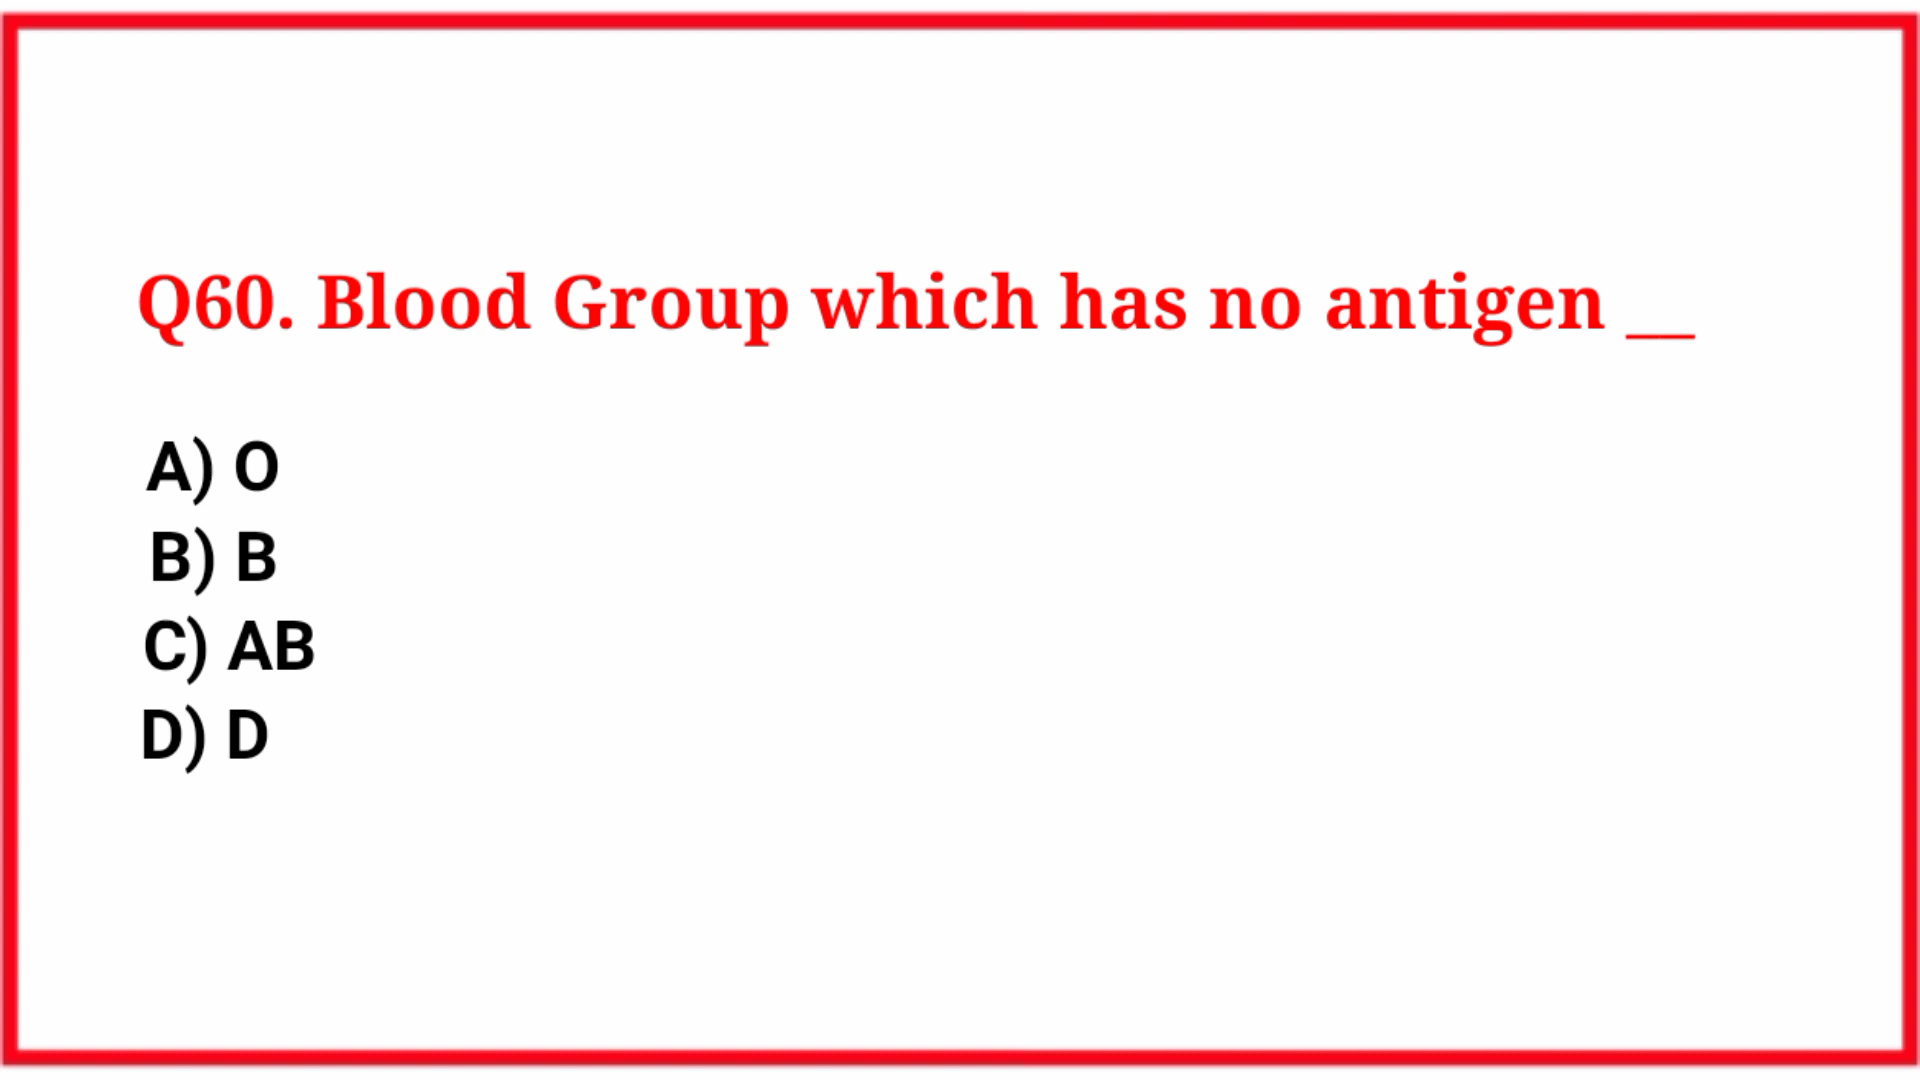 Q60. Blood Group which has no antigen __
A) O
B) B
C) AB
D) D